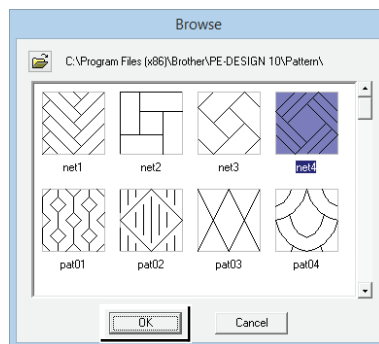 Browse
C:\Program Files (x86)\Brother\PE-DESIGN 10\Pattern\
net1 net2 net3 net4
pat01 pat02 pat03 pat04
OK Cancel